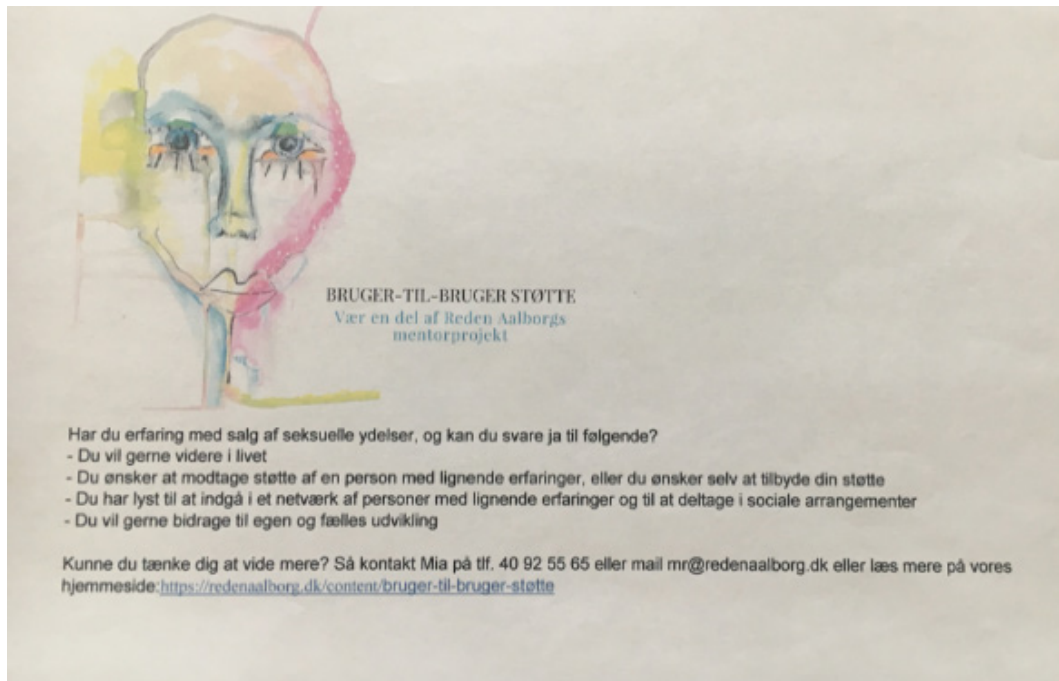 BRUGER-TIL-BRUGER STØTTE
Vær en del af Reden Aalborgs
mentorprojekt
Har du erfaring med salg af seksuelle ydelser, og kan du svare ja til følgende?
- Du vil gerne videre i livet
- Du ønsker at modtage støtte af en person med lignende erfaringer, eller du ønsker selv at tilbyde din støtte
- Du har lyst til at indgå i et netværk af personer med lignende erfaringer og til at deltage i sociale arrangementer
- Du vil gerne bidrage til egen og fælles udvikling
Kunne du tænke dig at vide mere? Så kontakt Mia på tlf. 40 92 55 65 eller mail mr@redenaalborg.dk eller læs mere på vores
hjemmeside:https://redenaalborg.dk/content/bruger-til-bruger-støtte